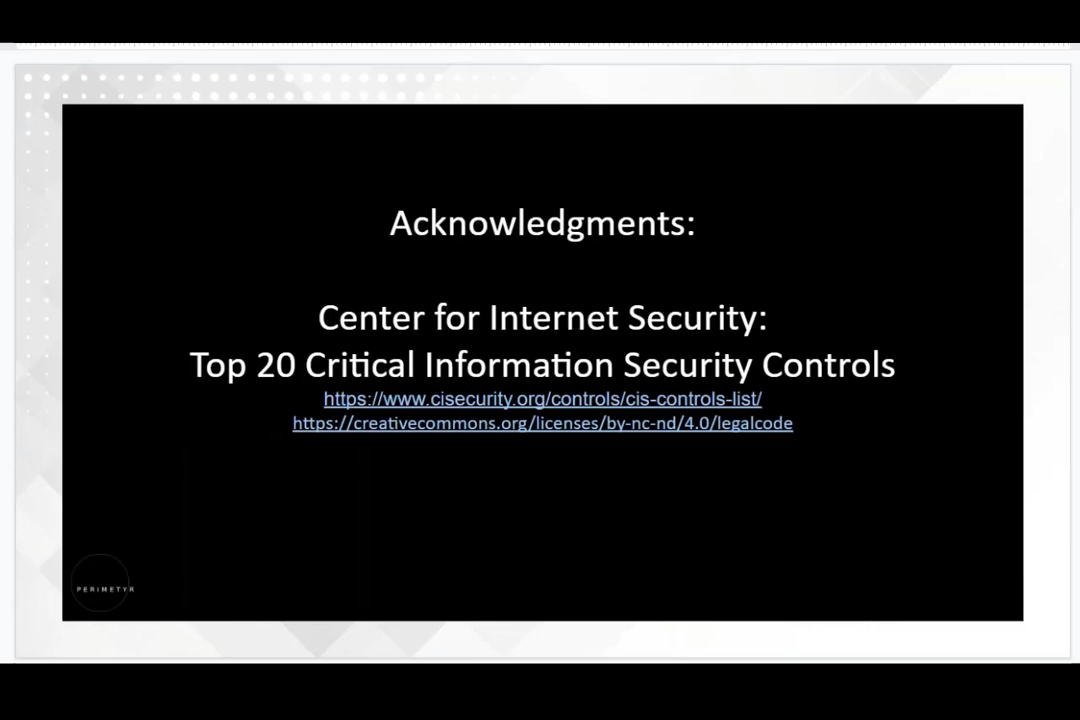 Acknowledgments:
Center for Internet Security:
Top 20 Critical Information Security Controls
https://www.cisecurity.org/controls/cis-controls-list/
https://creativecommons.org/licenses/by-nc-nd/4.0/legalcode
PERIMETYR